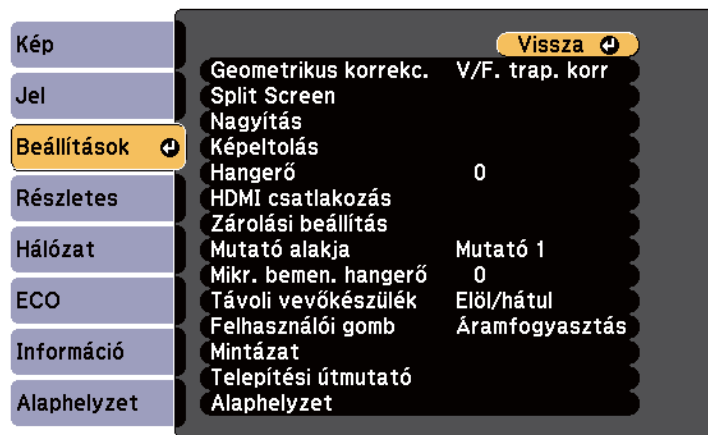 Kép
Jel
Beállítások
Részletes
Hálózat
ECO
Információ
Alaphelyzet
Vissza
Geometrikus korrekc. V/F. trap. korr
Split Screen
Nagyítás
Képeltolás
Hangerő 0
HDMI csatlakozás
Zárolási beállítás
Mutató alakja Mutató 1
Mikr. bemen. hangerő 0
Távoli vevőkészülék Elöl/hátul
Felhasználói gomb Áramfogyasztás
Mintázat
Telepítési útmutató
Alaphelyzet